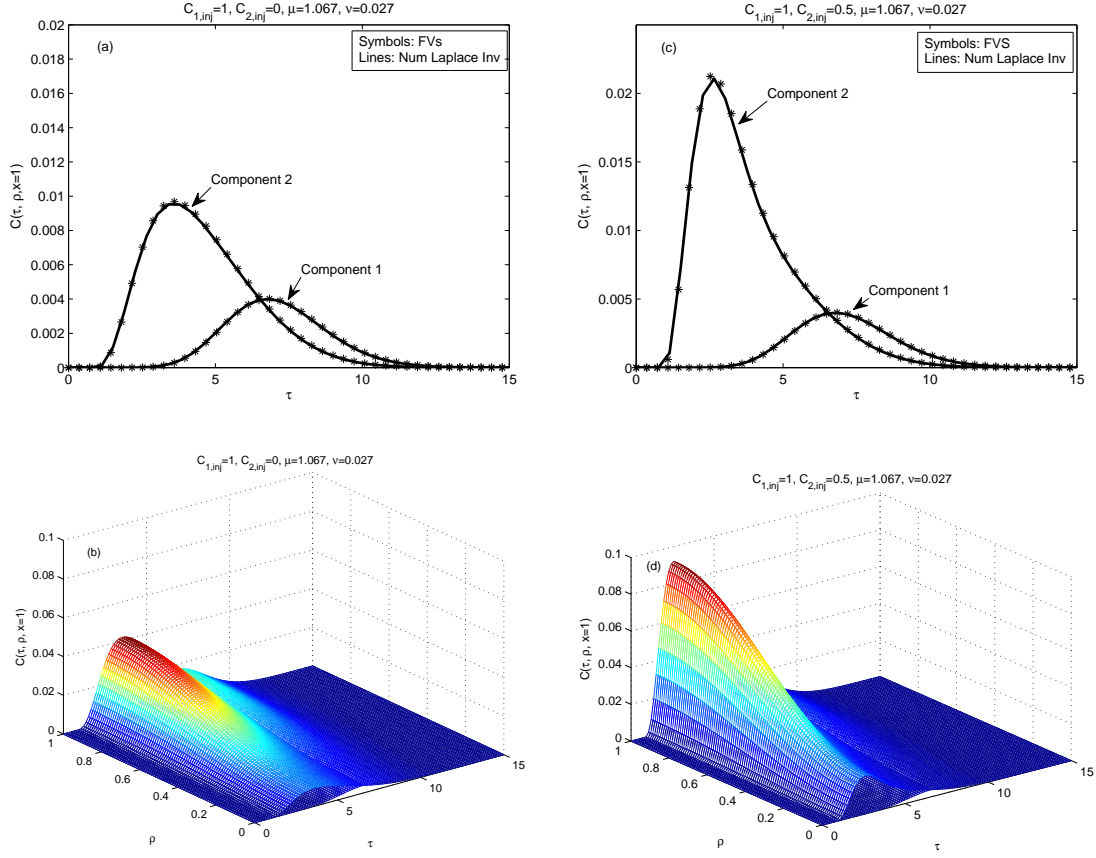 C1,inj=1, C2,inj=0, μ=1.067, ν=0.027
(a)
Symbols: FVs
Lines: Num Laplace Inv
Component 2
Component 1
C(τ, ρ,x=1)
0.02
0.018
0.016
0.014
0.012
0.01
0.008
0.006
0.004
0.002
0
0 5 10 15
τ
C1,inj=1, C2,inj=0.5, μ=1.067, ν=0.027
(c)
Symbols: FVS
Lines: Num Laplace Inv
Component 2
Component 1
C(τ, ρ,x=1)
0.02
0.015
0.01
0.005
0
0 5 10 15
τ
C1,inj=1, C2,inj=0, μ=1.067, ν=0.027
(b)
C(τ, ρ, x=1)
0.1
0.08
0.06
0.04
0.02
0
1
0.8
0.6
0.4
0.2
0
ρ
0
5
10
15
τ
C1,inj=1, C2,inj=0.5, μ=1.067, ν=0.027
(d)
C(τ, ρ, x=1)
0.1
0.08
0.06
0.04
0.02
0
1
0.8
0.6
0.4
0.2
0
ρ
0
5
10
15
τ